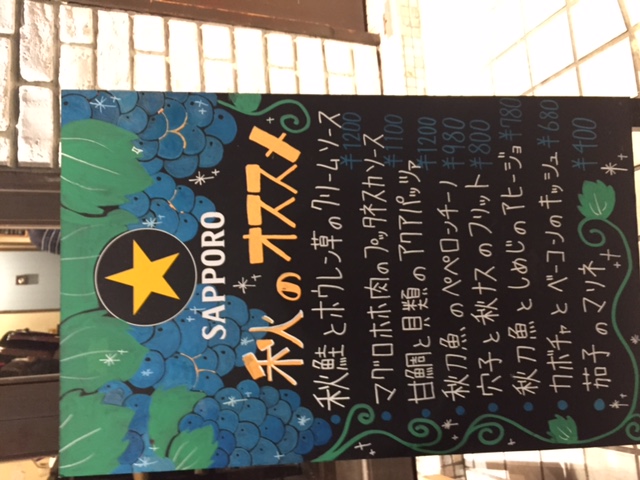 SAPPORO
秋のオススメ
秋鮭とホウレン草のクリームソース
¥1200
マグロホホ肉のプッタネスカソース
¥1100
甘鯛と貝類のアクアパッツァ
¥1200
秋刀魚のペペロンチーノ
¥980
穴子と秋ナスのフリット
¥800
秋刀魚としめじのアヒージョ
¥780
カボチャとベーコンのキッシュ
¥680
茄子のマリネ
¥400